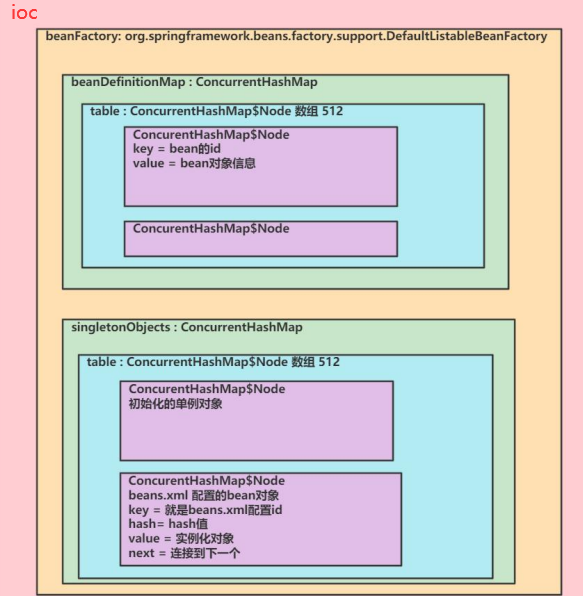 ioc
beanFactory: org.springframework.beans.factory.support.DefaultListableBeanFactory
beanDefinitionMap : ConcurrentHashMap
table : ConcurrentHashMap$Node 数组 512
ConcurentHashMap$Node
key = bean的id
value = bean对象信息
ConcurentHashMap$Node
singletonObjects : ConcurrentHashMap
table : ConcurrentHashMap$Node 数组 512
ConcurentHashMap$Node
初始化的单例对象
ConcurentHashMap$Node
beans.xml 配置的bean对象
key = 就是beans.xml配置id
hash= hash值
value = 实例化对象
next = 连接到下一个